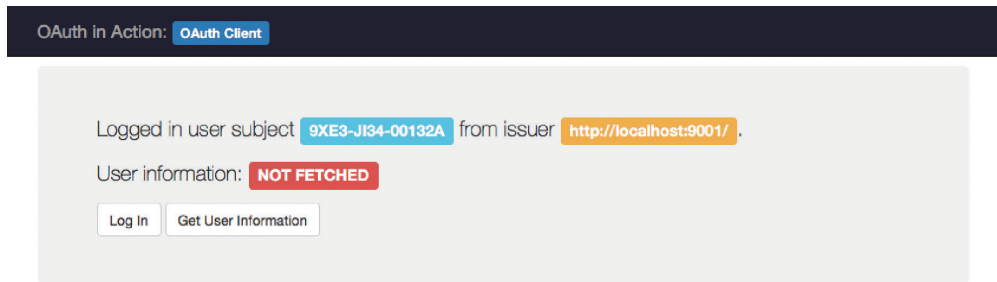 OAuth in Action: OAuth Client
Logged in user subject 9XE3-JI34-00132A from issuer http://localhost:9001/ .
User information: NOT FETCHED
Log In Get User Information